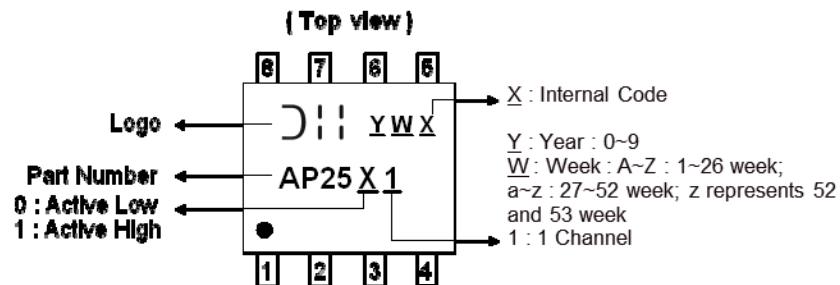 ( Top view )
8 7 6 5
Logo
Y W X
X : Internal Code
Part Number
AP25 X 1
0 : Active Low
1 : Active High
Y : Year : 0~9
W : Week : A~Z : 1~26 week;
a~z : 27~52 week; z represents 52
and 53 week
1 : 1 Channel
1 2 3 4